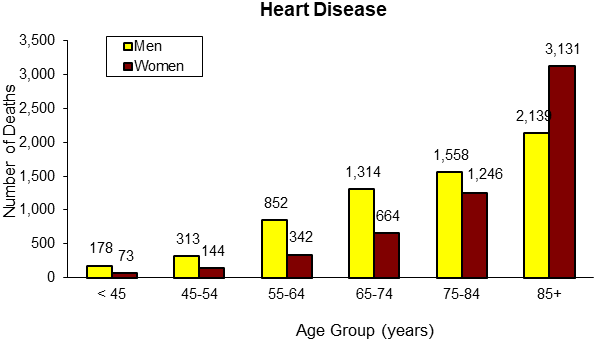 Heart Disease
Men
Women
Number of Deaths
3,500
3,000
2,500
2,000
1,500
1,000
500
0
178 73 313 144 852 342 1,314 664 1,558 1,246 2,139 3,131
< 45 45-54 55-64 65-74 75-84 85+
Age Group (years)